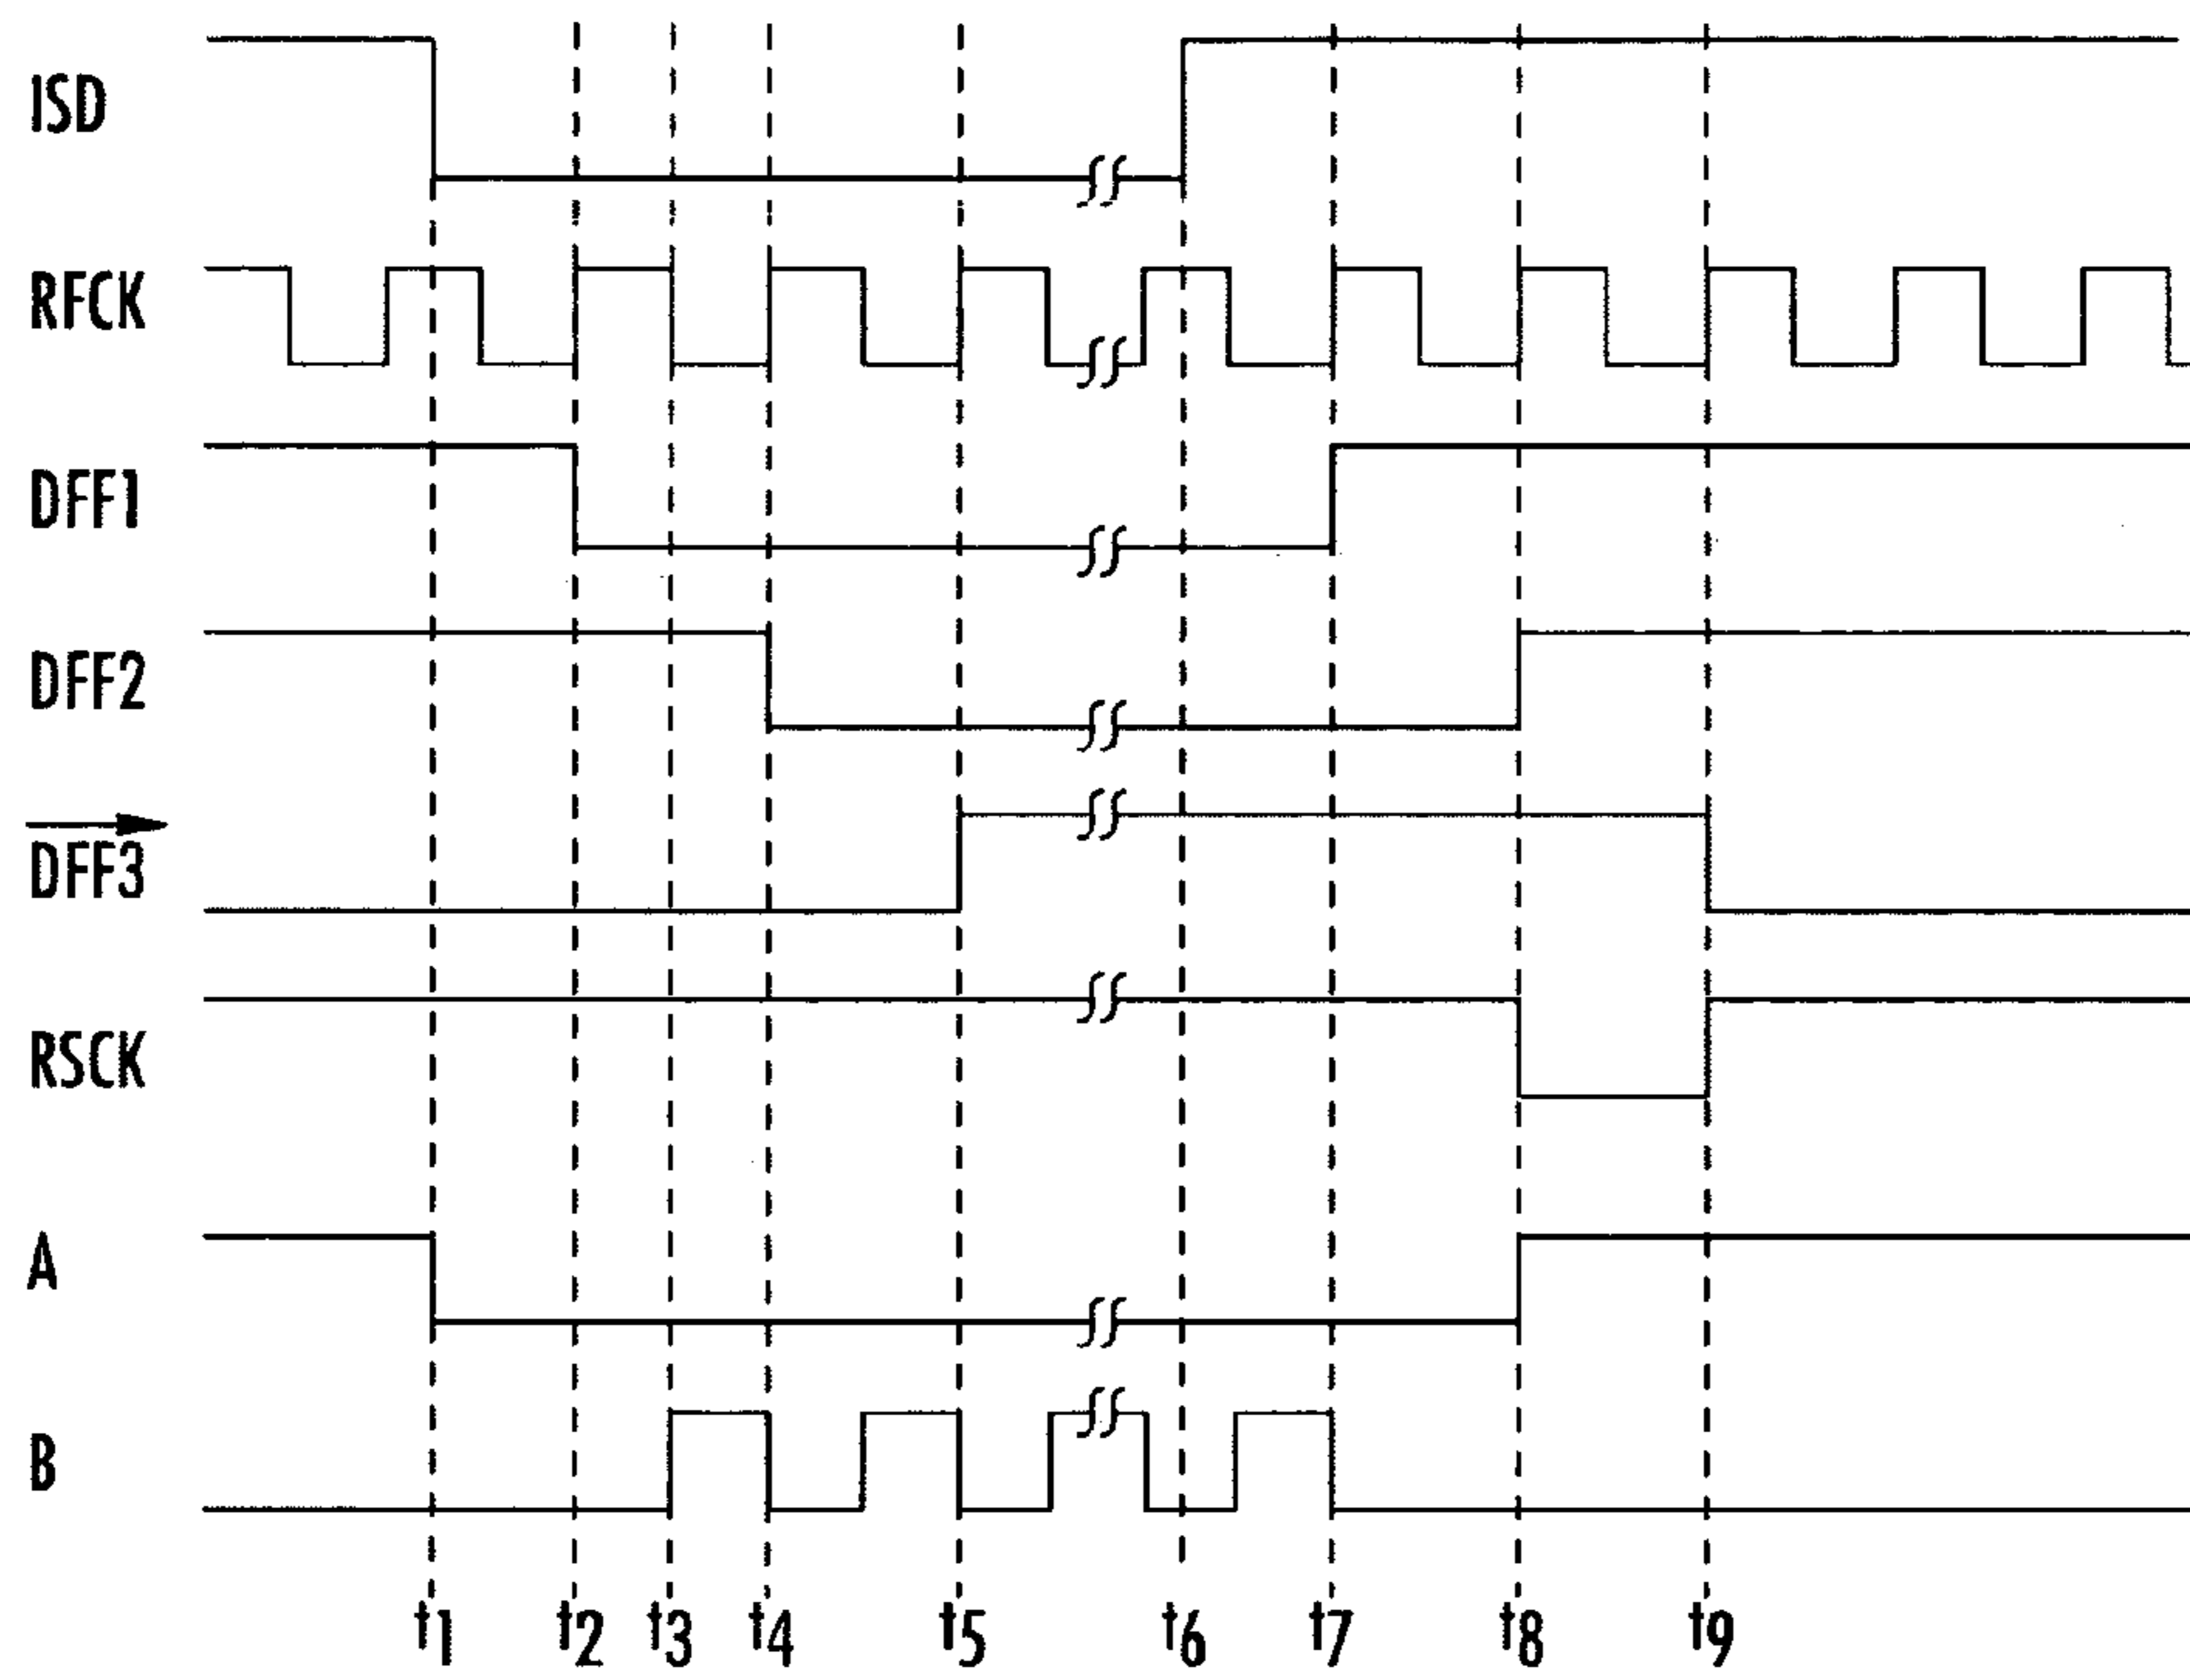 ISD
RFCK
DFF1
DFF2
DFF3
RSCK
A
B
t1 t2 t3 t4 t5 t6 t7 t8 t9